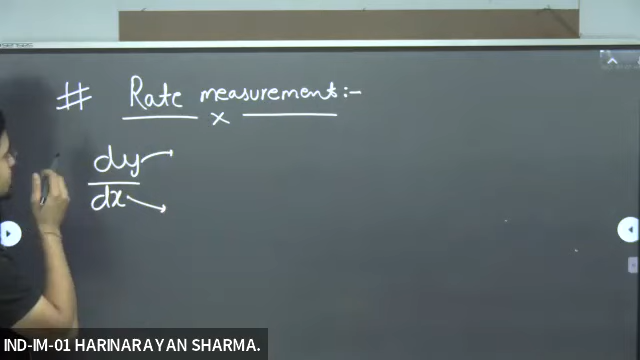 # Rate measurement :-
x
dy
dx
IND-IM-01 HARINARAYAN SHARMA.